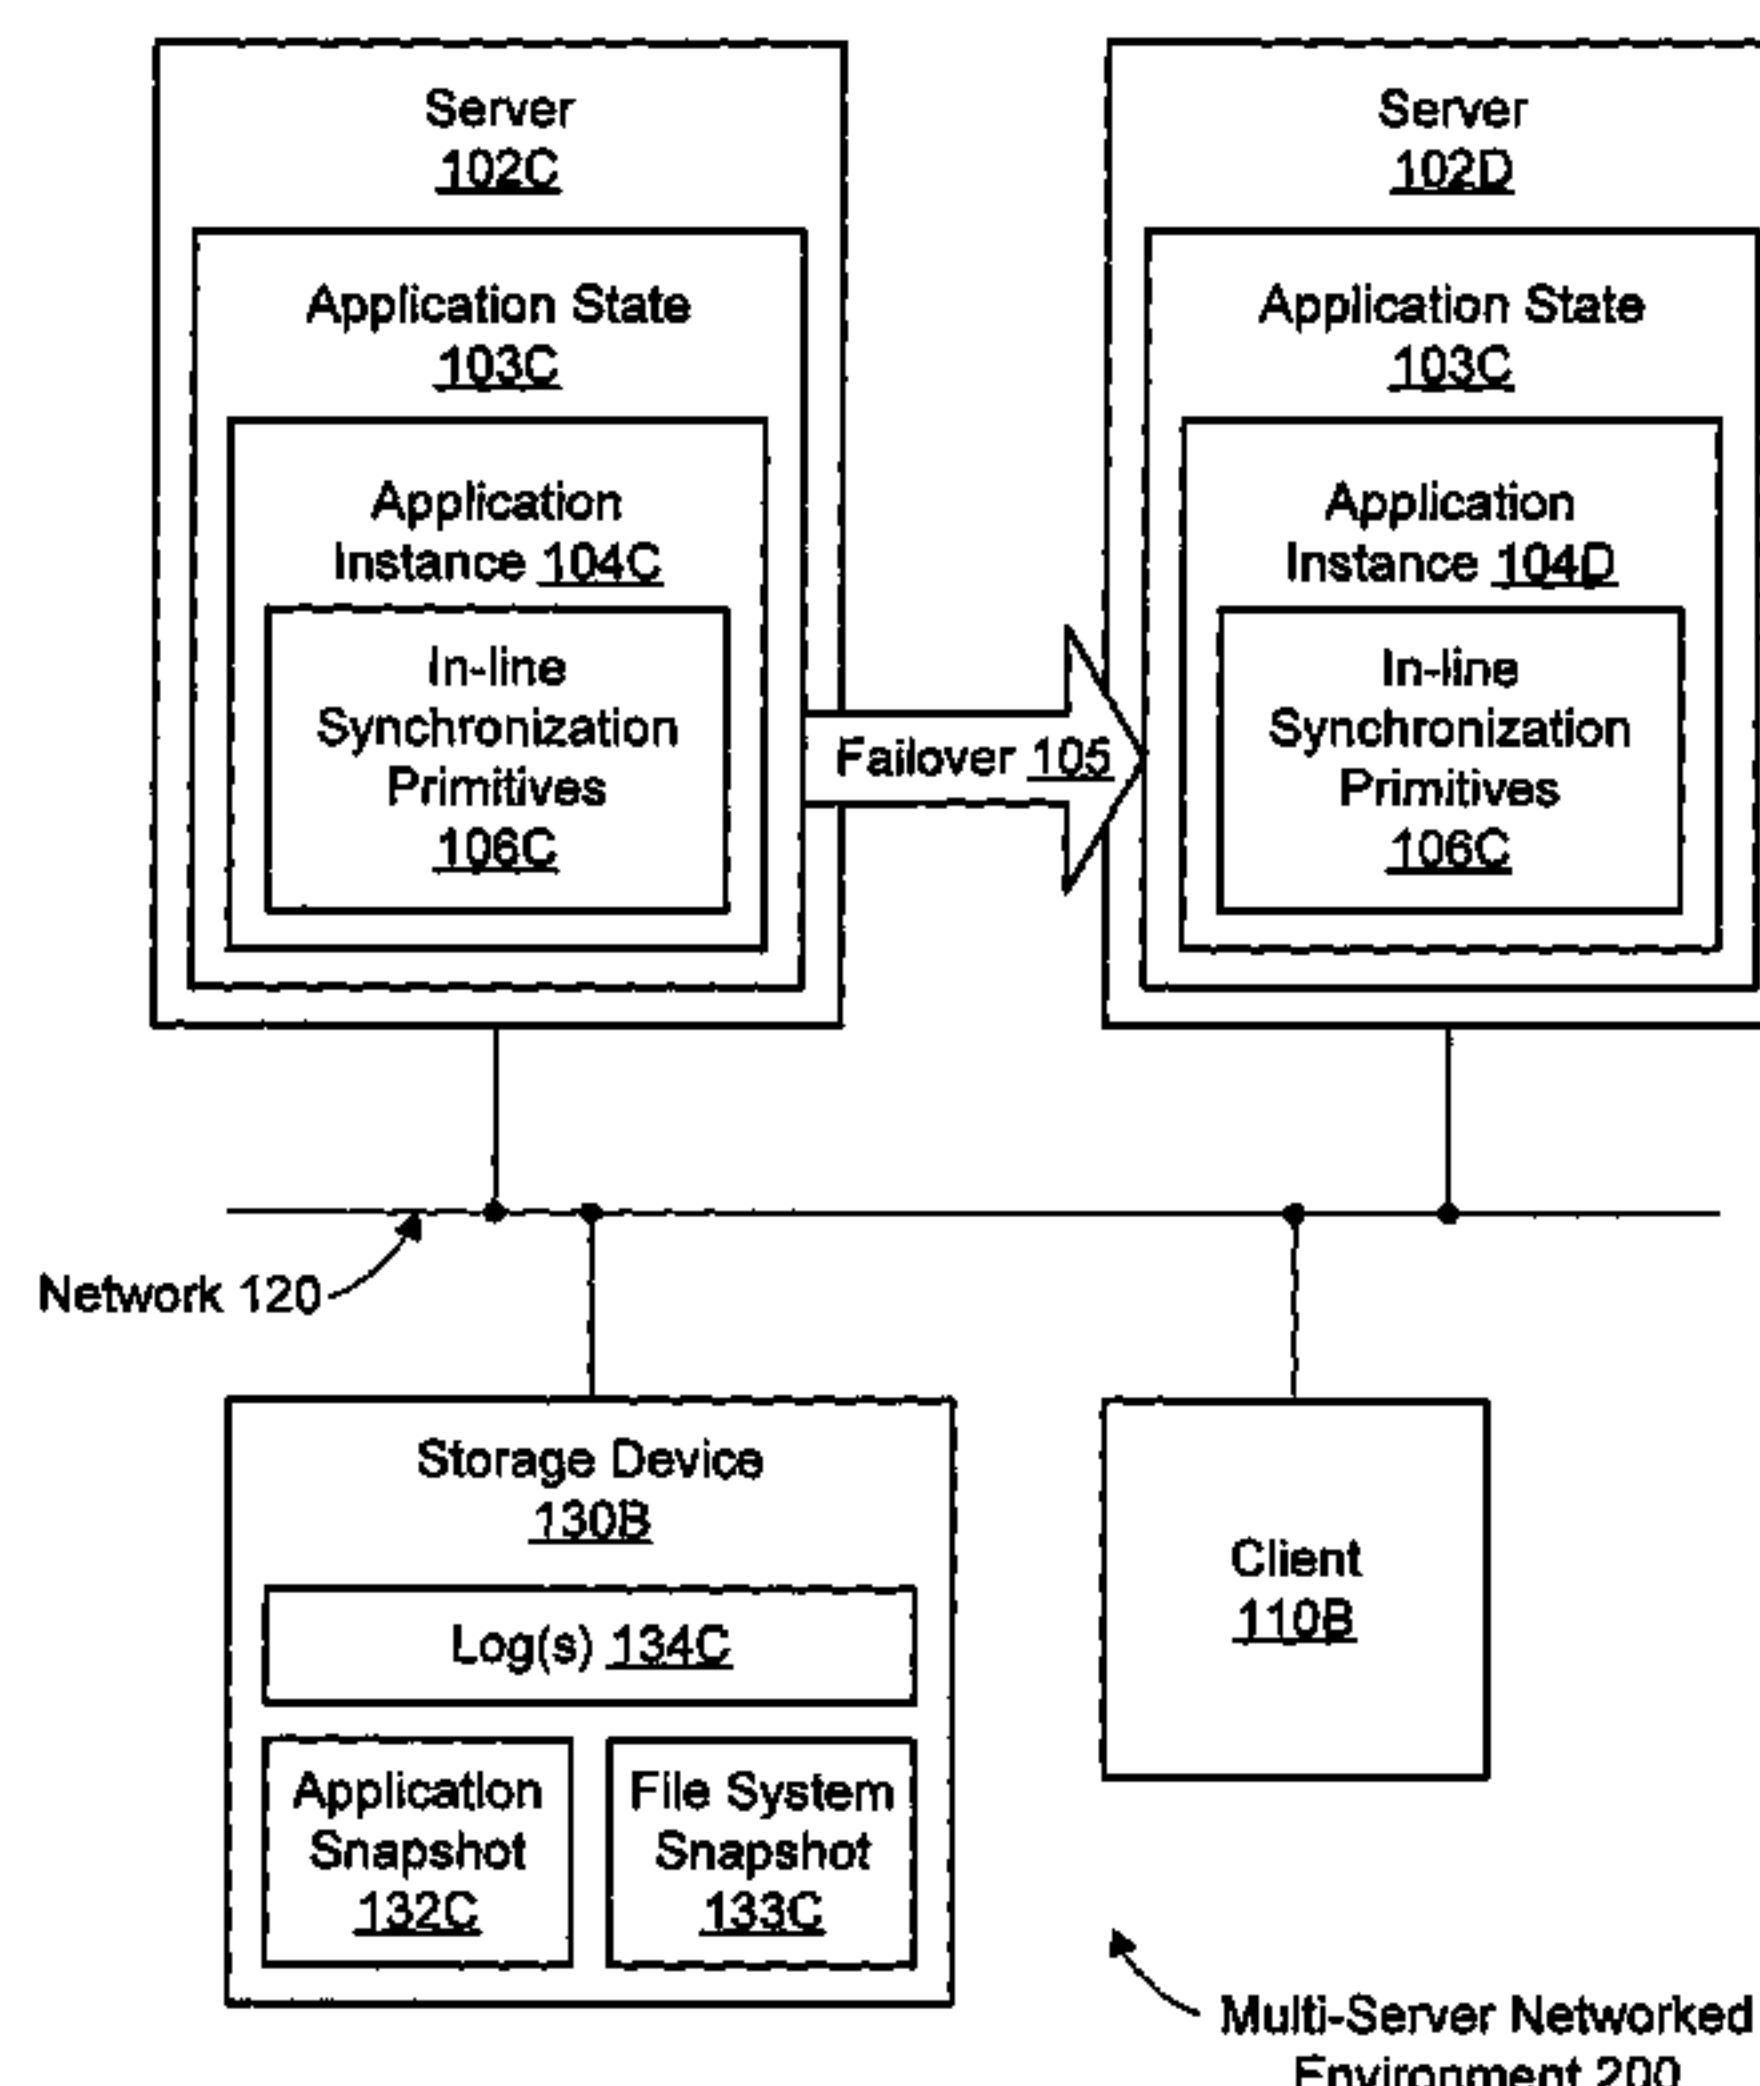 Server
102C
Application State
103C
Application
Instance 104C
In-line
Synchronization
Primitives
106C
Failover 105
Server
102D
Application State
103C
Application
Instance 104D
In-line
Synchronization
Primitives
106C
Network 120
Storage Device
130B
Log(s) 134C
Application
Snapshot
132C
File System
Snapshot
133C
Client
110B
Multi-Server Networked
Environment 200